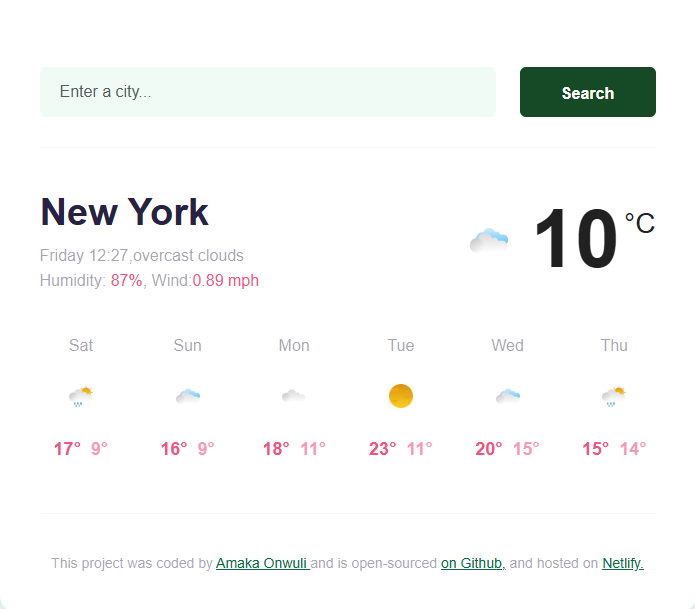 Enter a city...
Search
New York
10 °C
Friday 12:27,overcast clouds
Humidity: 87%, Wind:0.89 mph
Sat Sun Mon Tue Wed Thu
17° 9° 16° 9° 18° 11° 23° 11° 20° 15° 15° 14°
This project was coded by Amaka Onwuli and is open-sourced on Github, and hosted on Netlify.